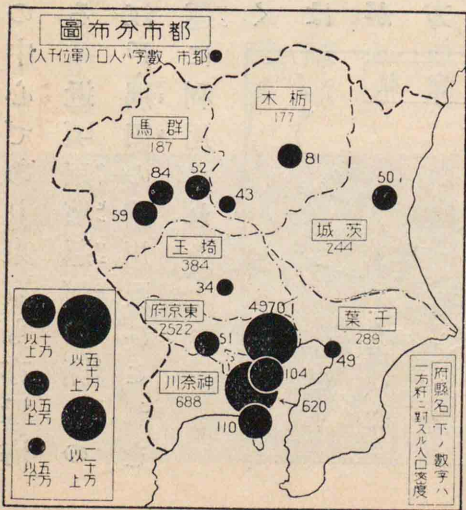 圖布分市都
(人千位單)口人ハ字數 市都●
馬群
187
木栃
177
52
84
59
43
81
50
城茨
244
玉埼
384
34
府京東
2522
51
4970
葉千
289
49
104
川奈神
688
620
110
以十上万
以五十上万
以五上万
以二十上万
以五下万
府縣名下ノ數字ハ
一方粁ニ對スル人口密度